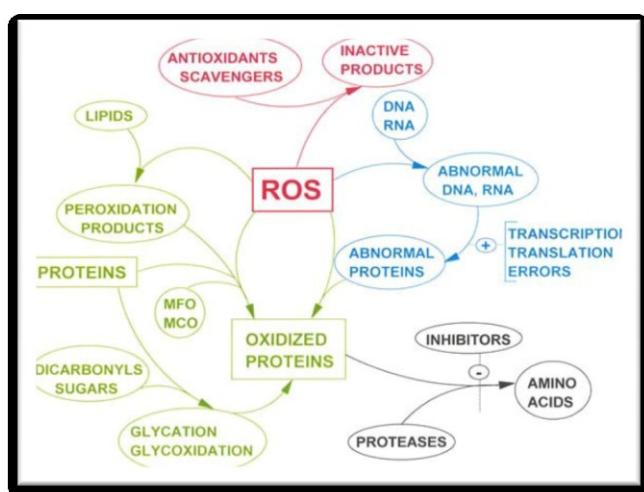 ANTIOXIDANTS
SCAVENGERS
INACTIVE
PRODUCTS
LIPIDS
DNA
RNA
ROS
ABNORMAL
DNA, RNA
PEROXIDATION
PRODUCTS
TRANSCRIPTION
TRANSLATION
ERRORS
+
ABNORMAL
PROTEINS
PROTEINS
MFO
MCO
OXIDIZED
PROTEINS
INHIBITORS
-
DICARBONYLS
SUGARS
AMINO
ACIDS
GLYCATION
GLYCOXIDATION
PROTEASES